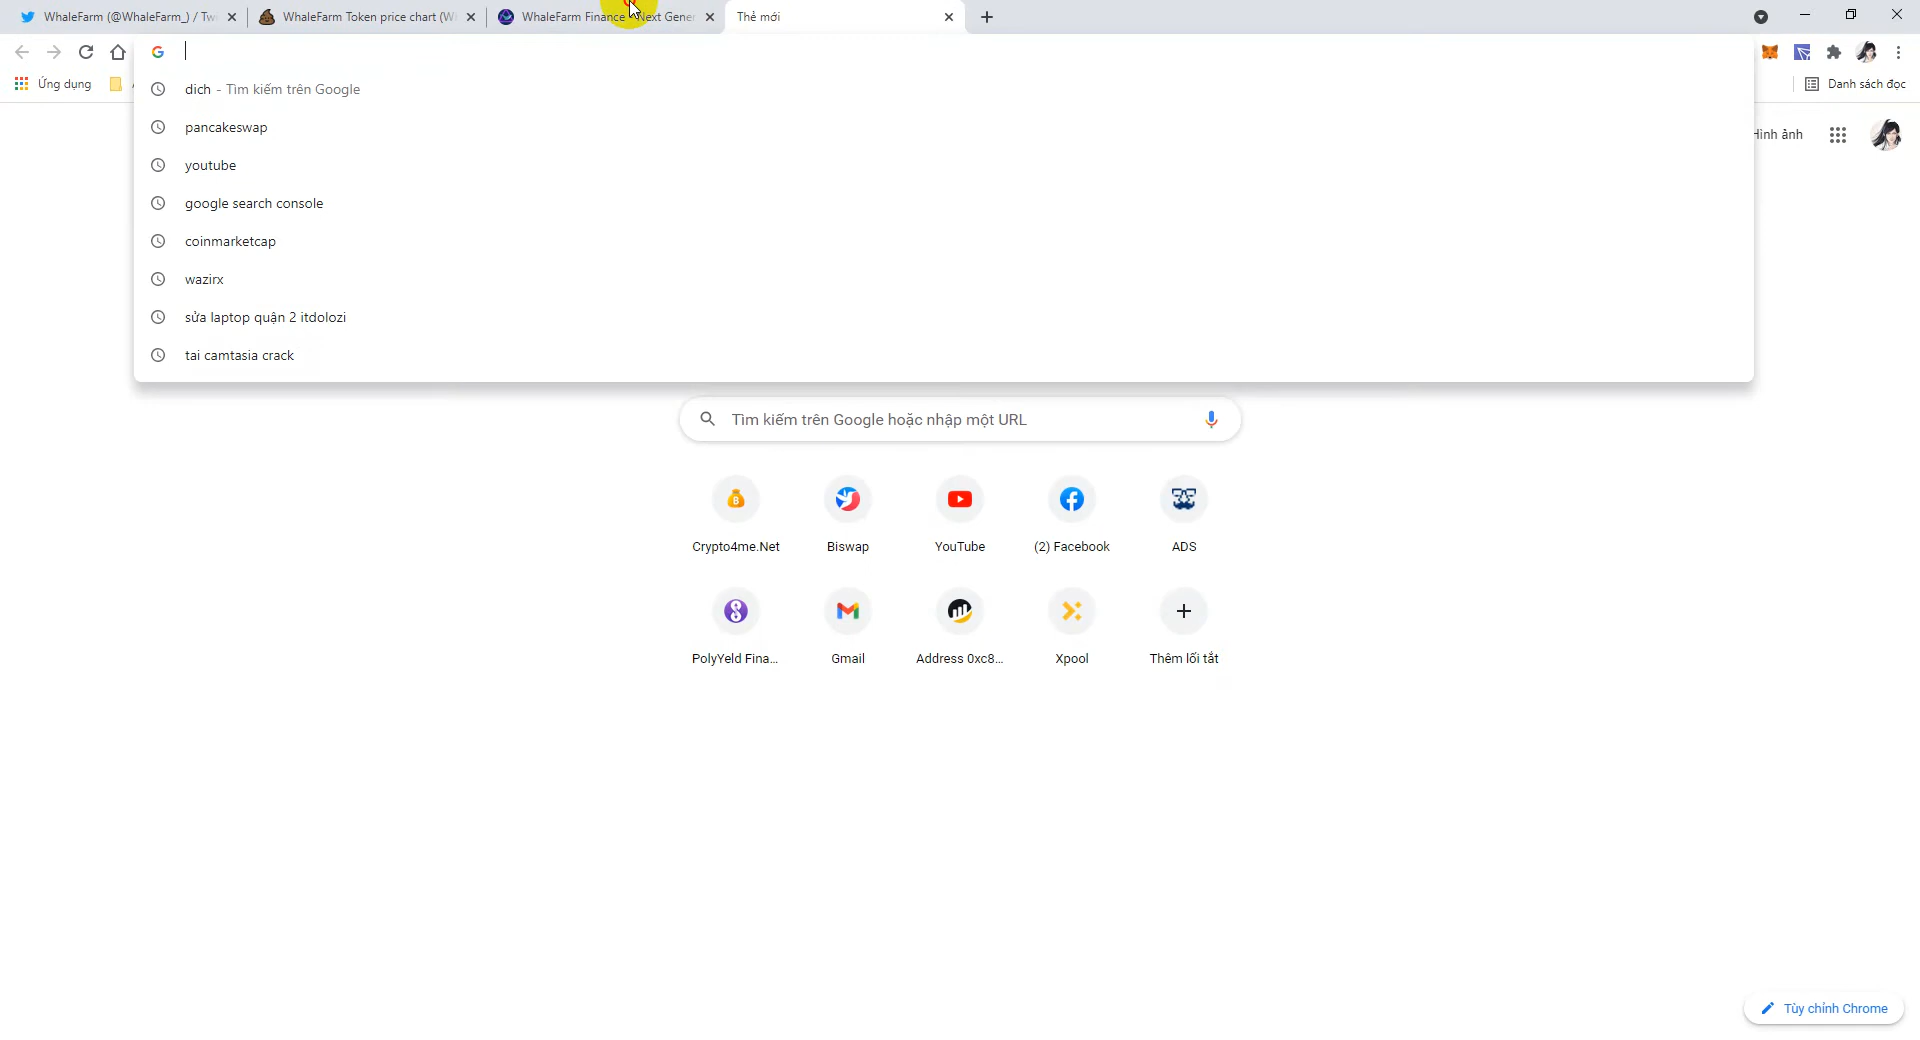 WhaleFarm (@WhaleFarm_) / Tw
WhaleFarm Token price chart (W
WhaleFarm Finance - Next Gener
Thẻ mới
Ứng dụng
Danh sách đọc
dich - Tìm kiếm trên Google
pancakeswap
youtube
google search console
coinmarketcap
wazirx
sửa laptop quận 2 itdolozi
tai camtasia crack
Hình ảnh
Tìm kiếm trên Google hoặc nhập một URL
Crypto4me.Net
Biswap
YouTube
(2) Facebook
ADS
PolyYeld Fina...
Gmail
Address 0xc8...
Xpool
Thêm lối tắt
Tùy chỉnh Chrome